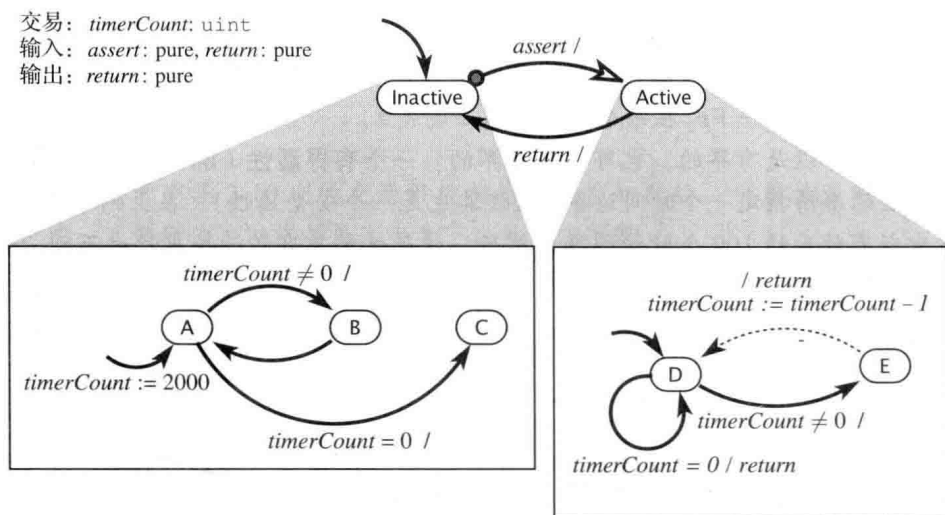 交易：timerCount: uint
输入：assert: pure, return: pure
输出：return: pure
assert /
Inactive
Active
return /
timerCount ≠ 0 /
A
B
C
timerCount := 2000
timerCount = 0 /
/ return
timerCount := timerCount – 1
D
E
timerCount ≠ 0 /
timerCount = 0 / return